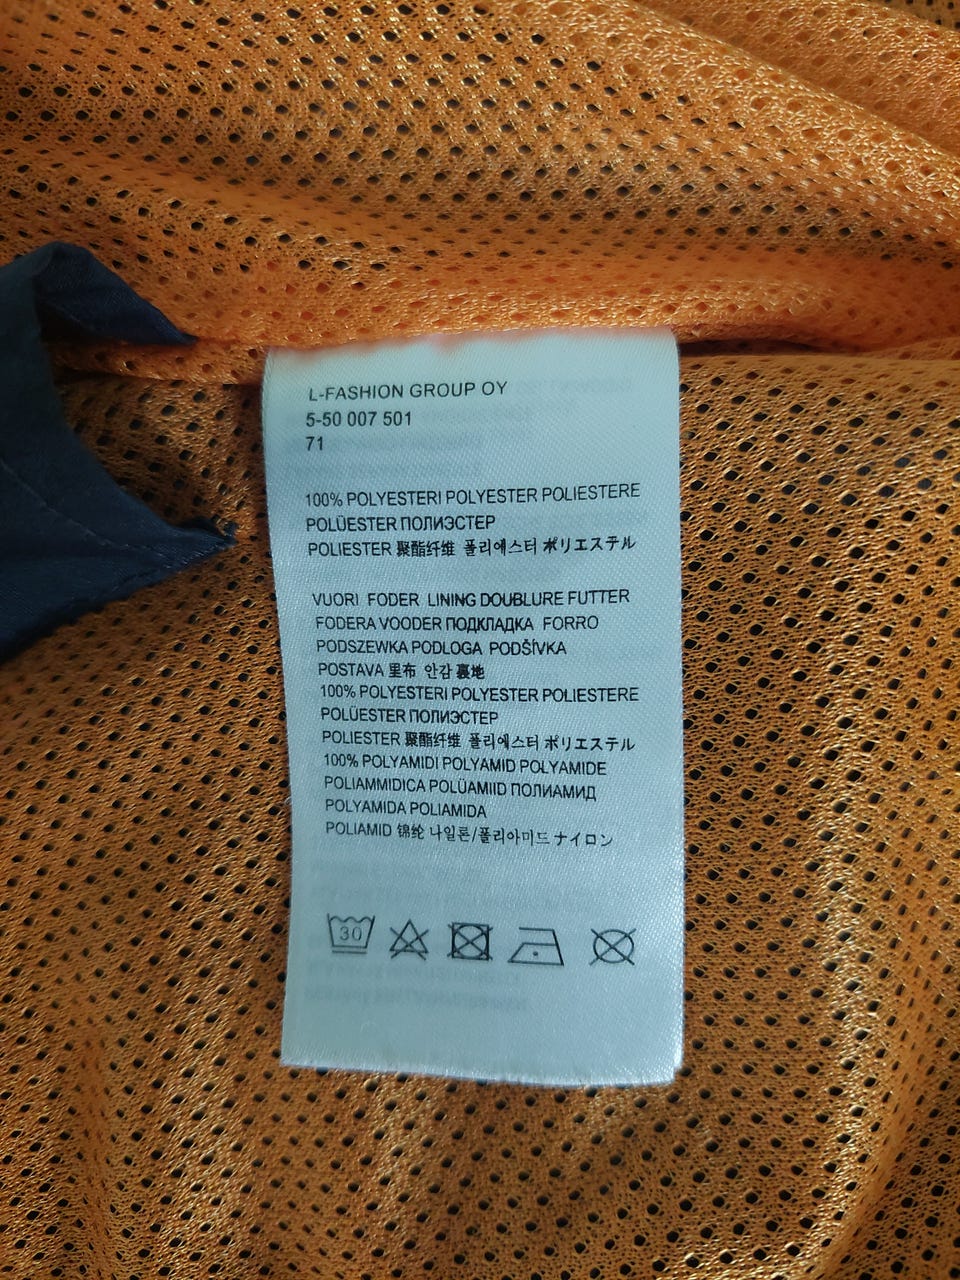 L-FASHION GROUP OY
5-50 007 501
71
100% POLYESTERI POLYESTER POLIESTERE
POLÜESTER ПОЛИЭСТЕР
POLIESTER 聚酯纤维 폴리에스터 ポリエステル
VUORI FODER LINING DOUBLURE FUTTER
FODERA VOODER ПОДКЛАДКА FORRO
PODSZEWKA PODLOGA PODŠÍVKA
POSTAVA 里布 안감 裏地
100% POLYESTERI POLYESTER POLIESTERE
POLÜESTER ПОЛИЭСТЕР
POLIESTER 聚酯纤维 폴리에스터 ポリエステル
100% POLYAMIDI POLYAMID POLYAMIDE
POLIAMMIDICA POLÜAMIID ПОЛИАМИД
POLYAMIDA POLIAMIDA
POLIAMID 锦纶 나일론/폴리아미드 ナイロン
30